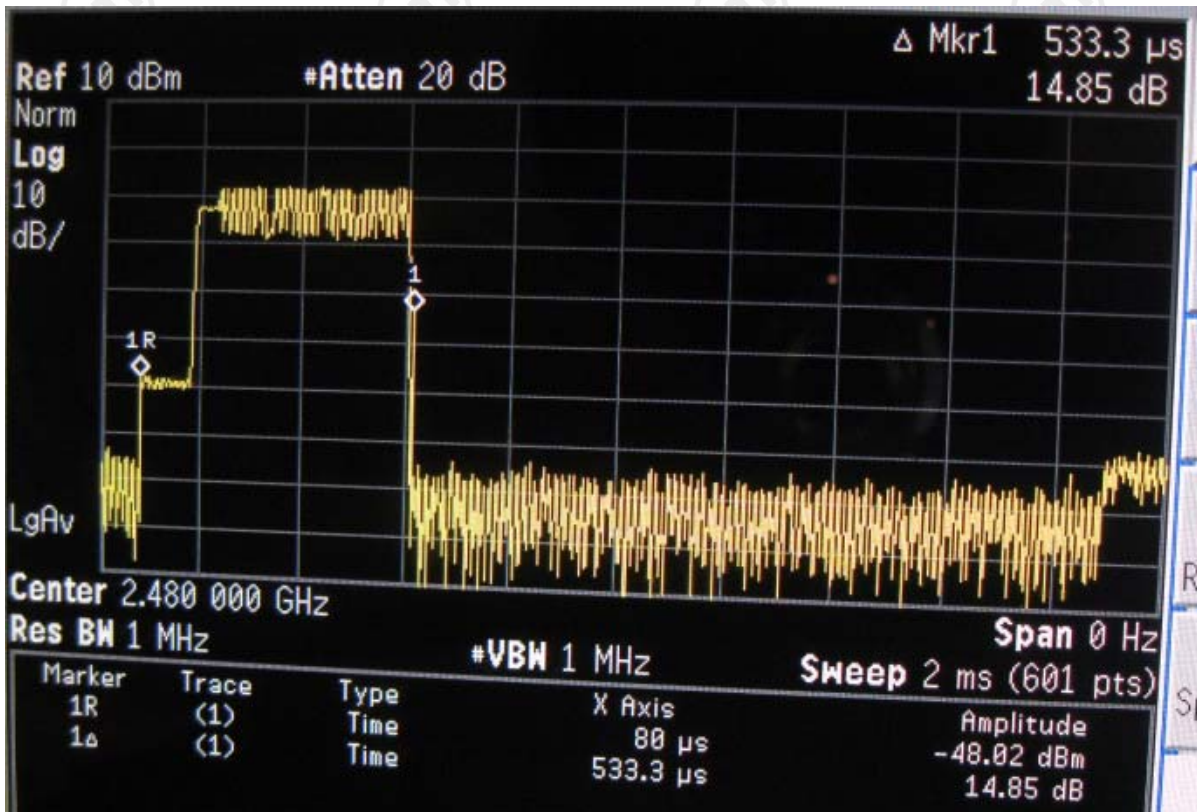 Δ Mkr1 533.3 µs
Ref 10 dBm #Atten 20 dB 14.85 dB
Norm
Log
10
dB/
1
1R
LgAv
Center 2.480 000 GHz Span 0 Hz
Res BW 1 MHz #VBW 1 MHz Sweep 2 ms (601 pts)
Marker Trace Type X Axis Amplitude
1R (1) Time 80 µs -48.02 dBm
1Δ (1) Time 533.3 µs 14.85 dB